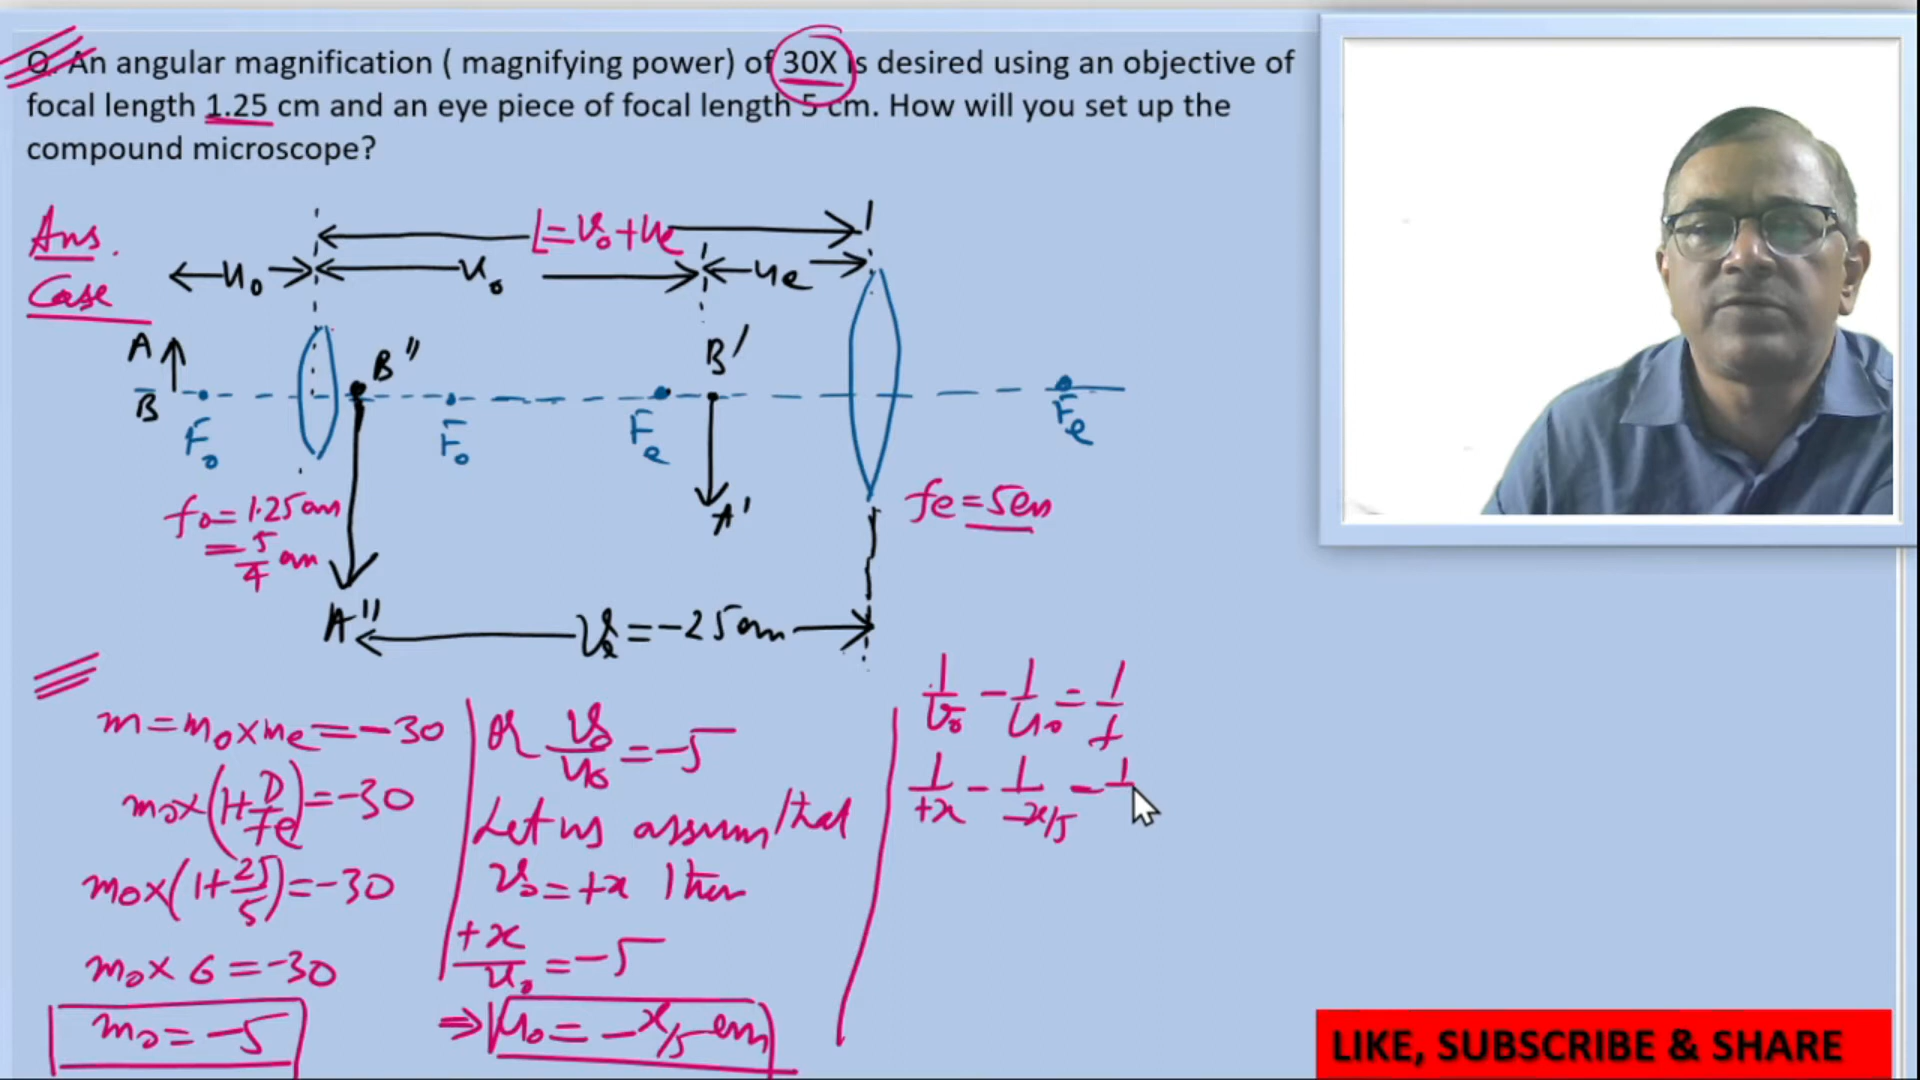 Q. An angular magnification ( magnifying power) of 30X is desired using an objective of
focal length 1.25 cm and an eye piece of focal length 5 cm. How will you set up the
compound microscope?
Ans.
Case
L=v₀+ue
u₀
v₀
ue
A
B
B''
B'
F₀
F₀
Fe
Fe
A'
f₀=1.25cm
=5/4 cm
fe=5cm
A''
ve=-25cm
m=m₀×me=-30
m₀×(1+D/fe)=-30
m₀×(1+25/5)=-30
m₀×6=-30
m₀=-5
or v₀/u₀=-5
Let us assume that
v₀=+x then
+x/u₀=-5
⇒ u₀=-x/5 cm
1/v₀-1/u₀=1/f
1/+x-1/-x/5=1
LIKE, SUBSCRIBE & SHARE